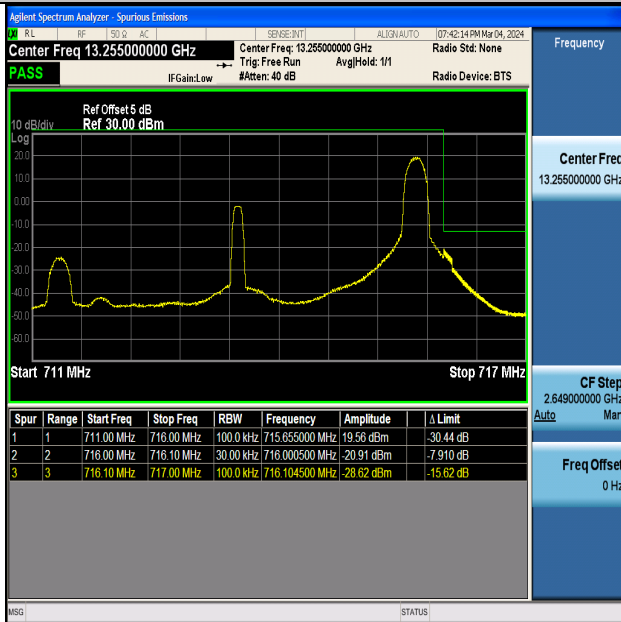 Agilent Spectrum Analyzer - Spurious Emissions
RL RF 50 Ω AC SENSE:INT ALIGN AUTO 07:42:14 PM Mar 04, 2024
Center Freq 13.255000000 GHz
Center Freq: 13.255000000 GHz
Radio Std: None
Trig: Free Run Avg|Hold: 1/1
PASS
IFGain:Low
#Atten: 40 dB
Radio Device: BTS
Frequency
Ref Offset 5 dB
10 dB/div Ref 30.00 dBm
Log
20.0
10.0
0.00
-10.0
-20.0
-30.0
-40.0
-50.0
-60.0
Start 711 MHz Stop 717 MHz
Center Freq
13.255000000 GHz
CF Step
2.649000000 GHz
Auto Man
Freq Offset
0 Hz
Spur Range Start Freq Stop Freq RBW Frequency Amplitude Δ Limit
1 1 711.00 MHz 716.00 MHz 100.0 kHz 715.655000 MHz 19.56 dBm -30.44 dB
2 2 716.00 MHz 716.10 MHz 30.00 kHz 716.000500 MHz -20.91 dBm -7.910 dB
3 3 716.10 MHz 717.00 MHz 100.0 kHz 716.104500 MHz -28.62 dBm -15.62 dB
MSG STATUS